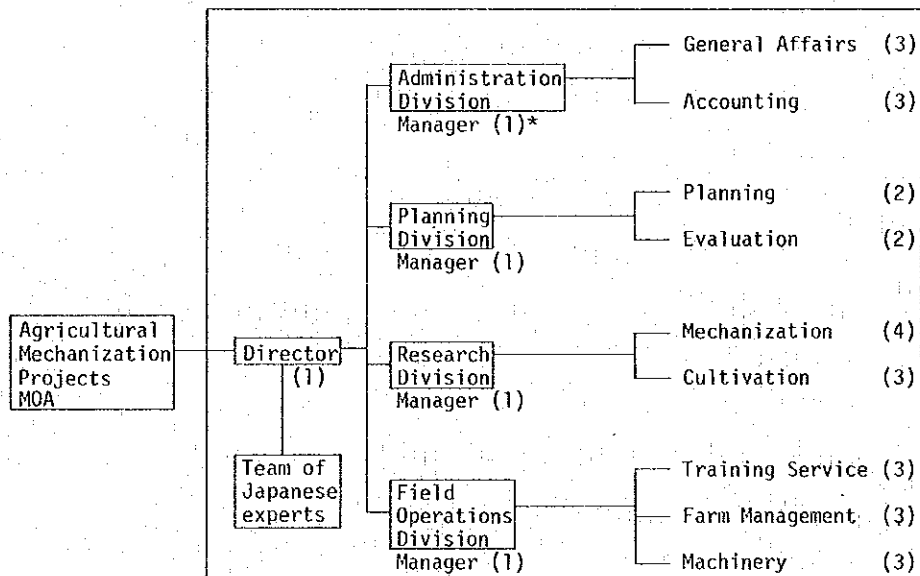 Agricultural
Mechanization
Projects
MOA
Director
(1)
Team of
Japanese
experts
Administration
Division
Manager (1)*
General Affairs (3)
Accounting (3)
Planning
Division
Manager (1)
Planning (2)
Evaluation (2)
Research
Division
Manager (1)
Mechanization (4)
Cultivation (3)
Field
Operations
Division
Manager (1)
Training Service (3)
Farm Management (3)
Machinery (3)